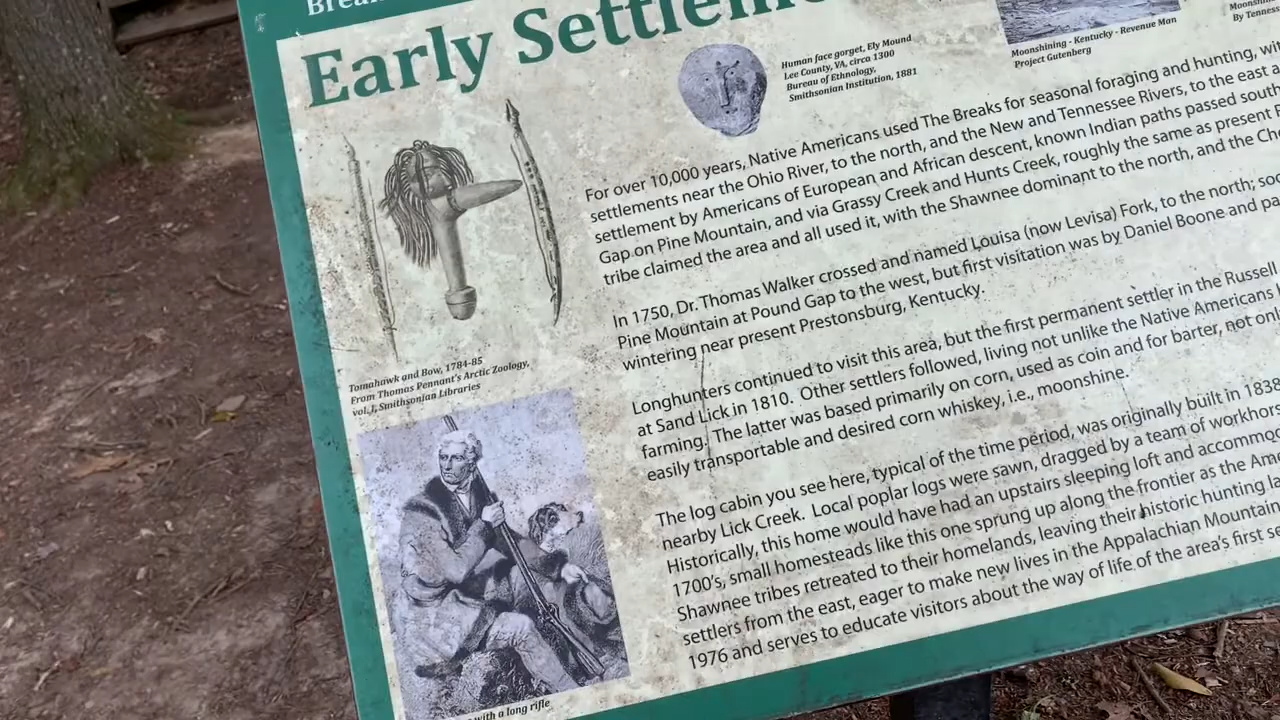 Early
Human face gorget, Ely Mound
Lee County, VA, circa 1300
Bureau of Ethnology,
Smithsonian Institution, 1881
Moonshining - Kentucky - Revenue Man
Project Gutenberg
By
Tomahawk and Bow, 1784-85
From Thomas Pennant's Arctic Zoology,
vol.I, Smithsonian Libraries
with a long rifle
For over 10,000 years, Native Americans used The Breaks for seasonal foraging and hunting,
settlements near the Ohio River, to the north, and the New and Tennessee Rivers, to the east
settlement by Americans of European and African descent, known Indian paths passed south
Gap on Pine Mountain, and via Grassy Creek and Hunts Creek, roughly the same as present
tribe claimed the area and all used it, with the Shawnee dominant to the north, and the
In 1750, Dr. Thomas Walker crossed and named Louisa (now Levisa) Fork, to the north;
Pine Mountain at Pound Gap to the west, but first visitation was by Daniel Boone and
wintering near present Prestonsburg, Kentucky.
Longhunters continued to visit this area, but the first permanent settler in the Russell
at Sand Lick in 1810. Other settlers followed, living not unlike the Native Americans
farming. The latter was based primarily on corn, used as coin and for barter, not
easily transportable and desired corn whiskey, i.e., moonshine.
The log cabin you see here, typical of the time period, was originally built in 1838
nearby Lick Creek. Local poplar logs were sawn, dragged by a team of
Historically, this home would have had an upstairs sleeping loft and
1700's, small homesteads like this one sprung up along the frontier as the
Shawnee tribes retreated to their homelands, leaving their historic hunting
settlers from the east, eager to make new lives in the Appalachian
1976 and serves to educate visitors about the way of life of the area's first